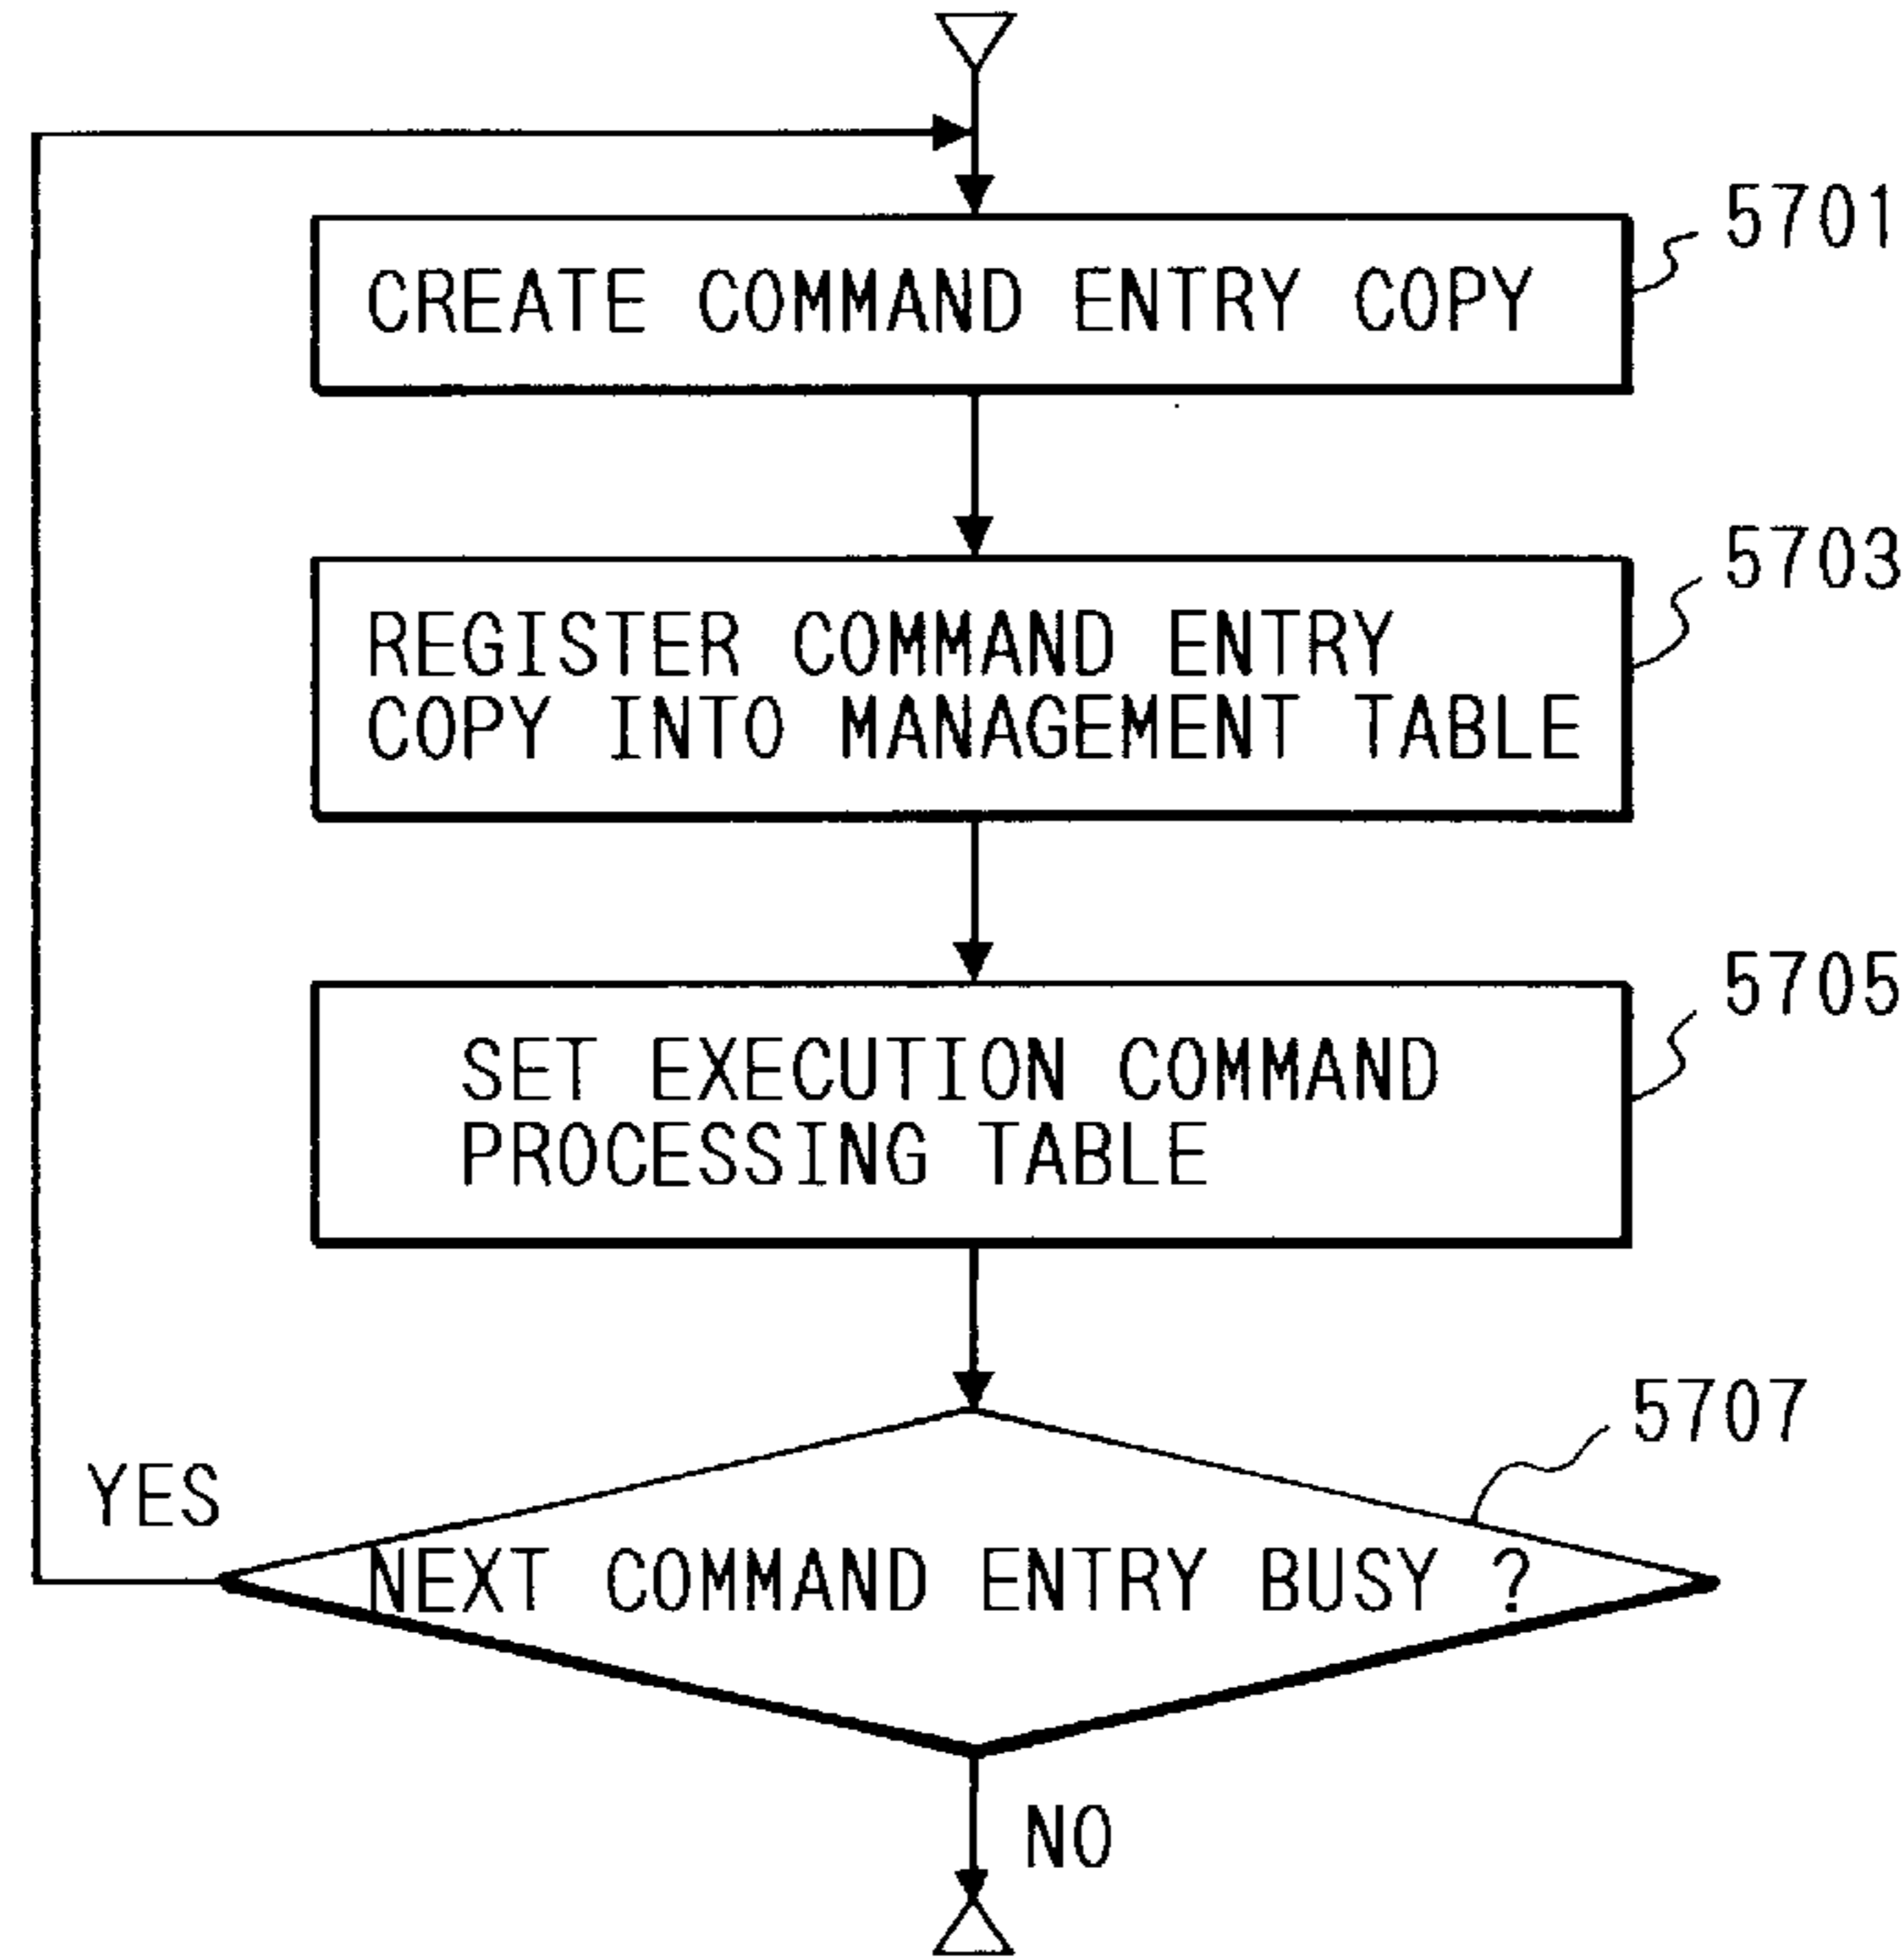 5701
CREATE COMMAND ENTRY COPY
5703
REGISTER COMMAND ENTRY
COPY INTO MANAGEMENT TABLE
5705
SET EXECUTION COMMAND
PROCESSING TABLE
5707
YES
NEXT COMMAND ENTRY BUSY ?
NO